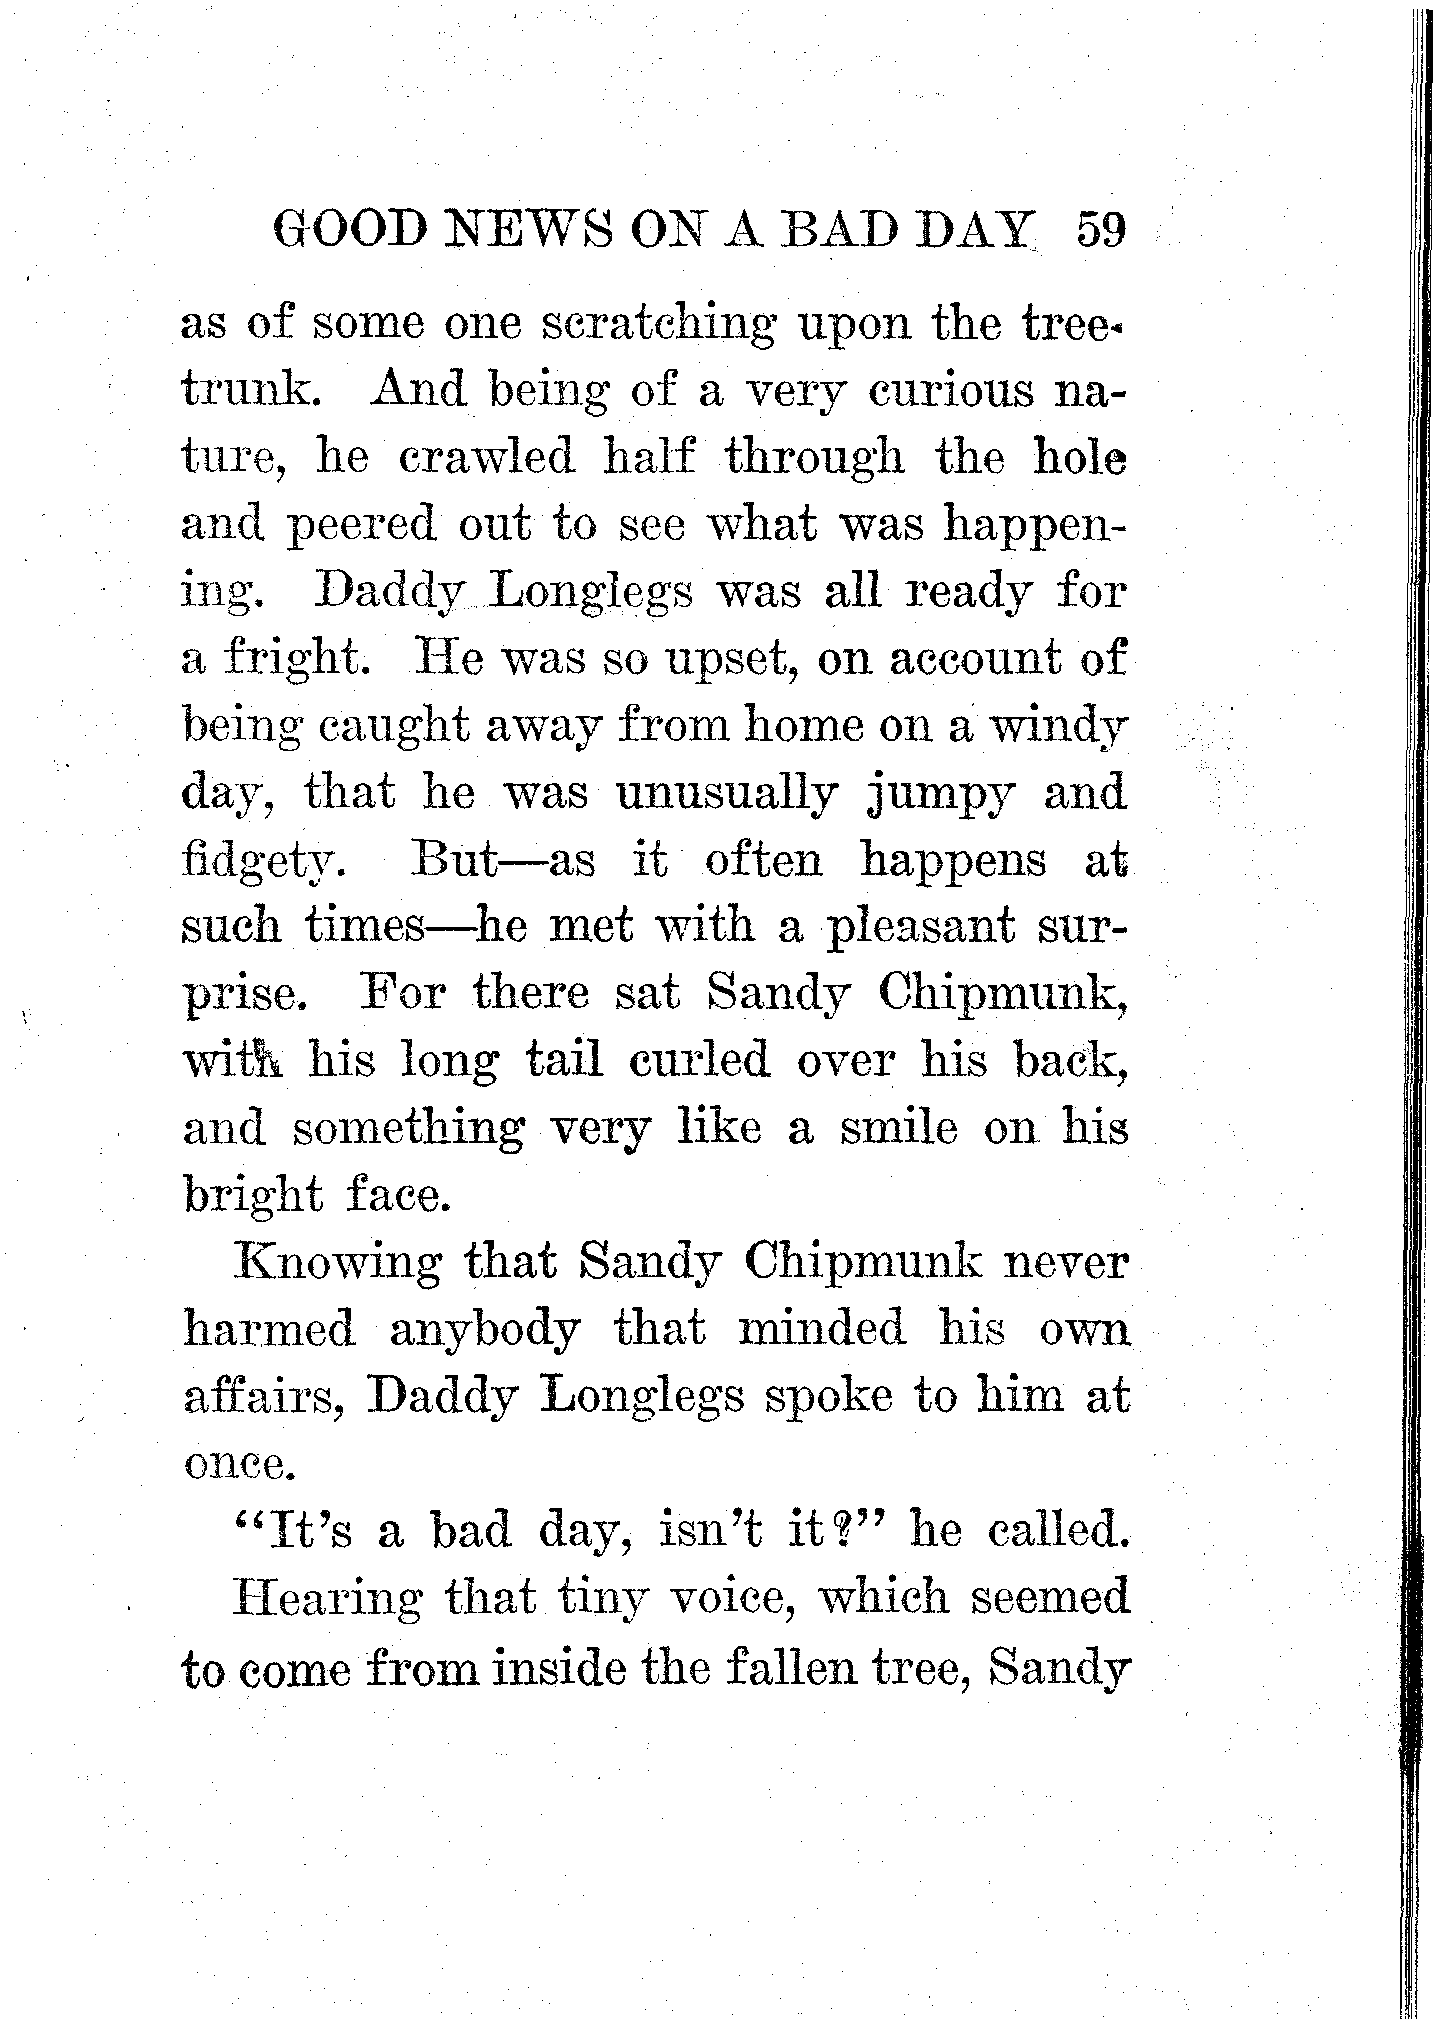 GOOD NEWS ON A BAD DAY 59
as of some one scratching upon the tree-
trunk. And being of a very curious na-
ture, he crawled half through the hole
and peered out to see what was happen-
ing. Daddy Longlegs was all ready for
a fright. He was so upset, on account of
being caught away from home on a windy
day, that he was unusually jumpy and
fidgety. But—as it often happens at
such times—he met with a pleasant sur-
prise. For there sat Sandy Chipmunk,
with his long tail curled over his back,
and something very like a smile on his
bright face.
Knowing that Sandy Chipmunk never
harmed anybody that minded his own
affairs, Daddy Longlegs spoke to him at
once.
“It’s a bad day, isn’t it?” he called.
Hearing that tiny voice, which seemed
to come from inside the fallen tree, Sandy